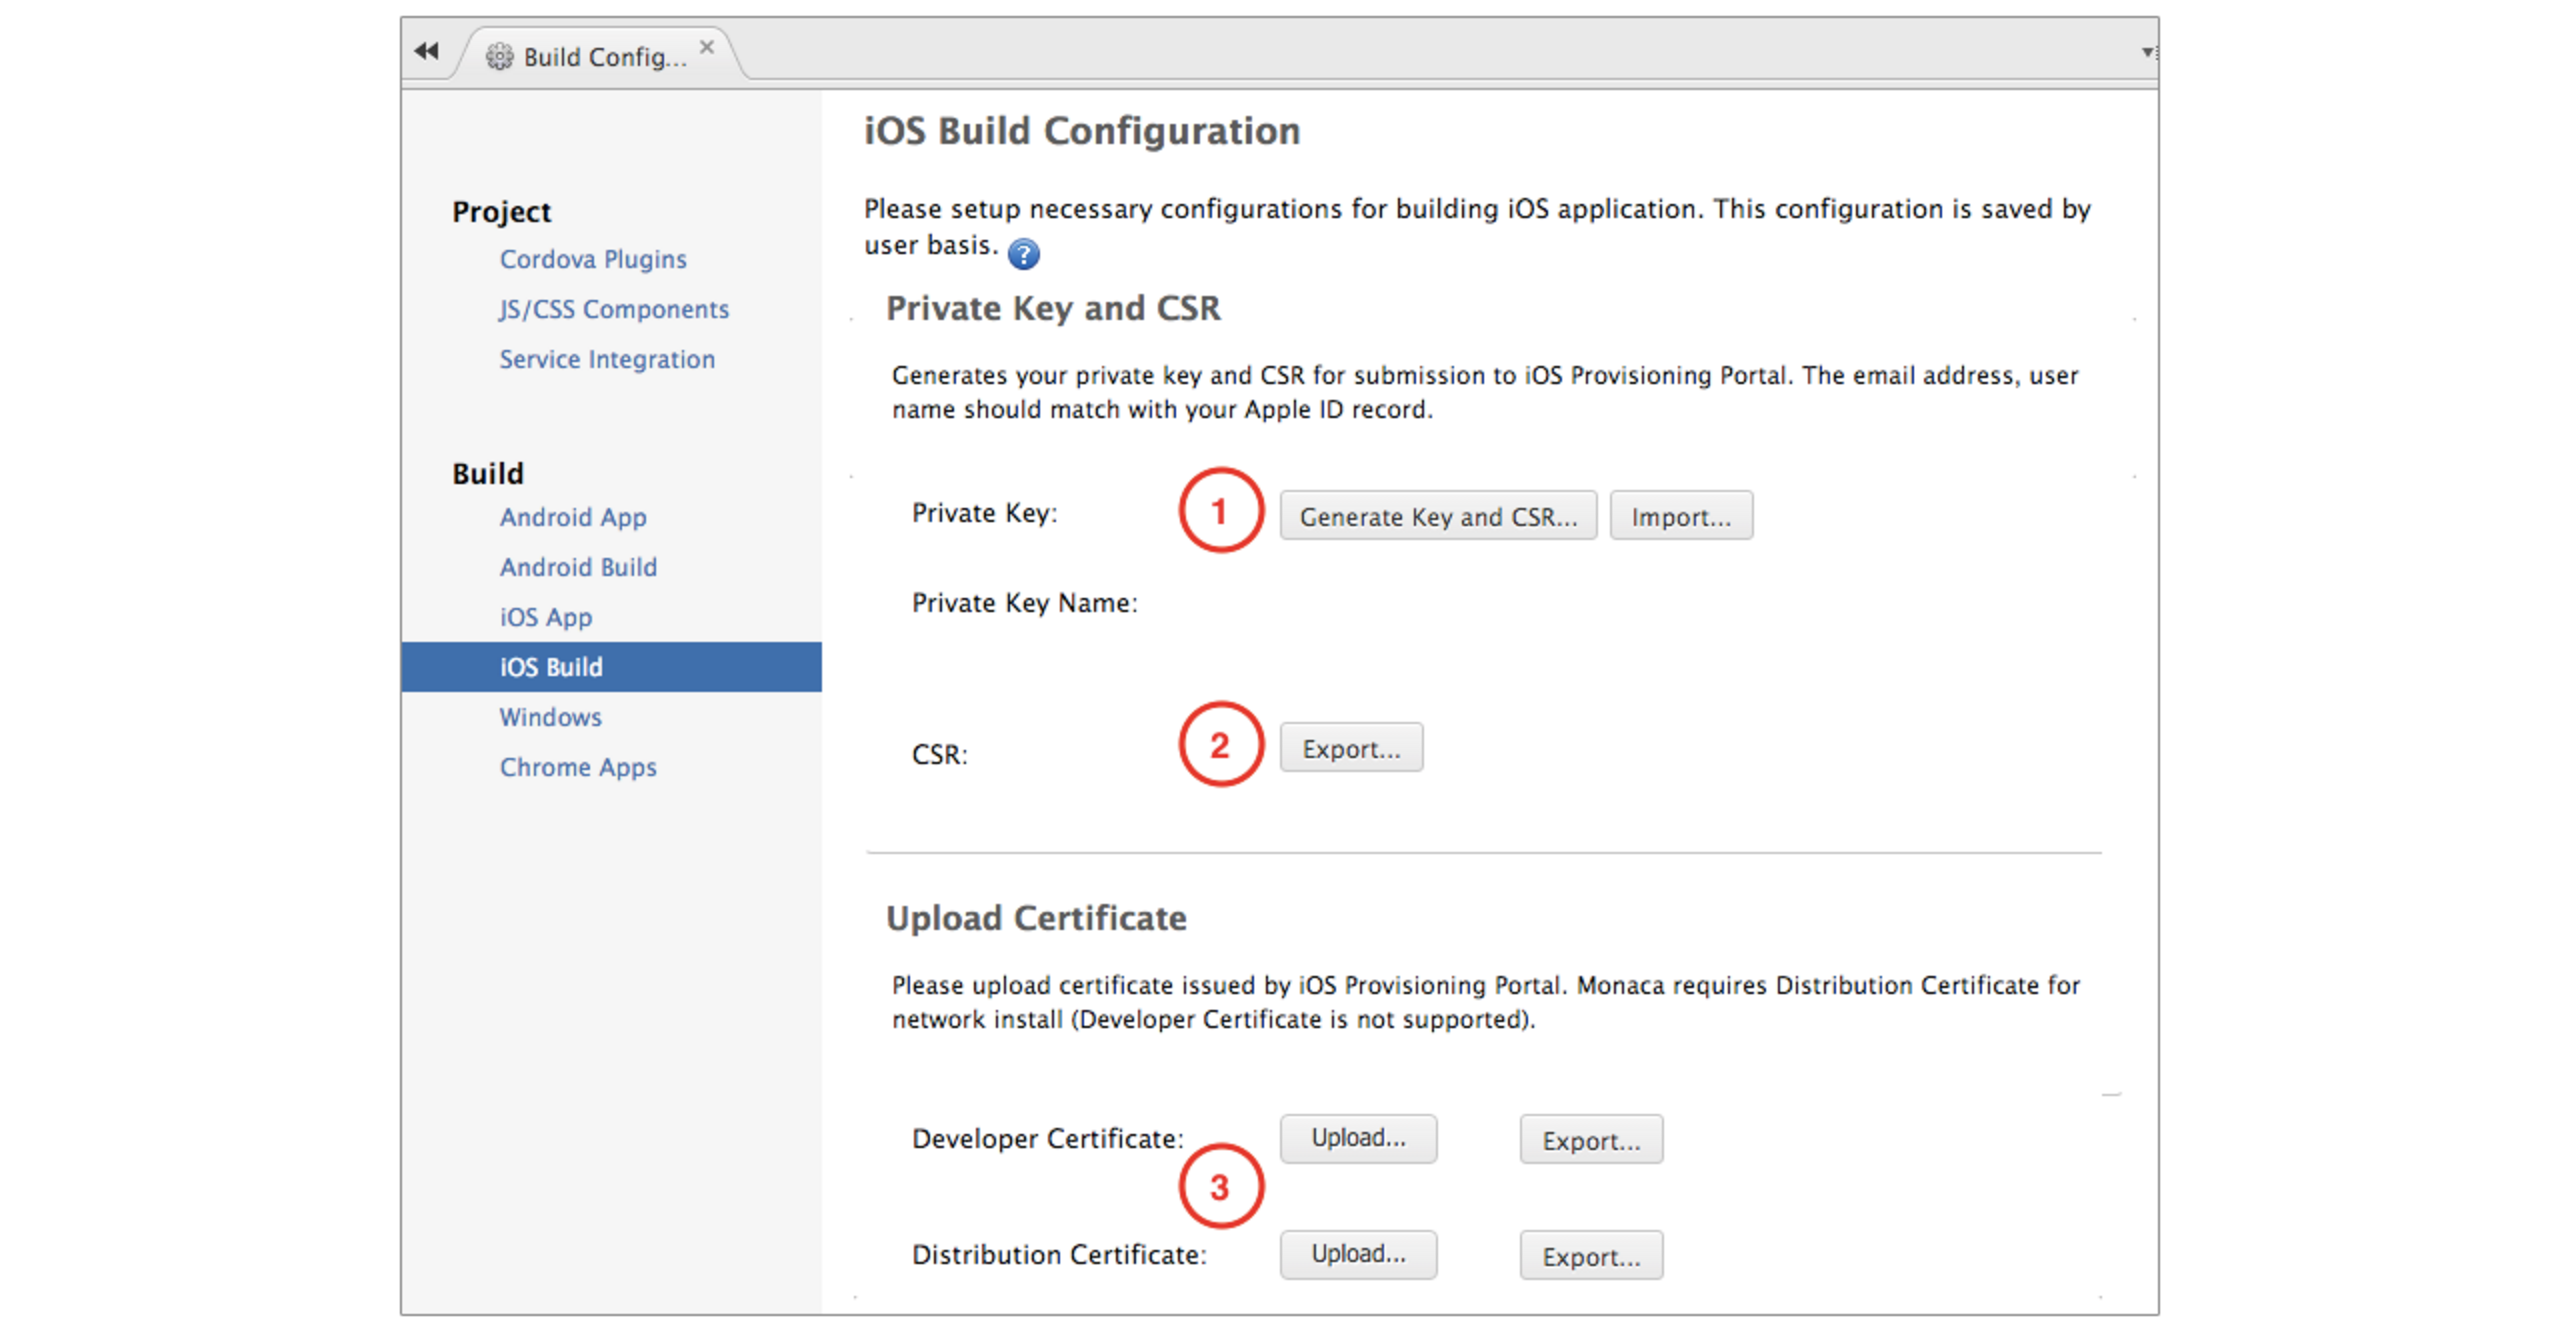 Build Config...
iOS Build Configuration
Please setup necessary configurations for building iOS application. This configuration is saved by
user basis. ?
Project
Cordova Plugins
JS/CSS Components
Service Integration
Build
Android App
Android Build
iOS App
iOS Build
Windows
Chrome Apps
Private Key and CSR
Generates your private key and CSR for submission to iOS Provisioning Portal. The email address, user
name should match with your Apple ID record.
Private Key: 1 Generate Key and CSR... Import...
Private Key Name:
CSR: 2 Export...
Upload Certificate
Please upload certificate issued by iOS Provisioning Portal. Monaca requires Distribution Certificate for
network install (Developer Certificate is not supported).
Developer Certificate: Upload... Export...
3
Distribution Certificate: Upload... Export...